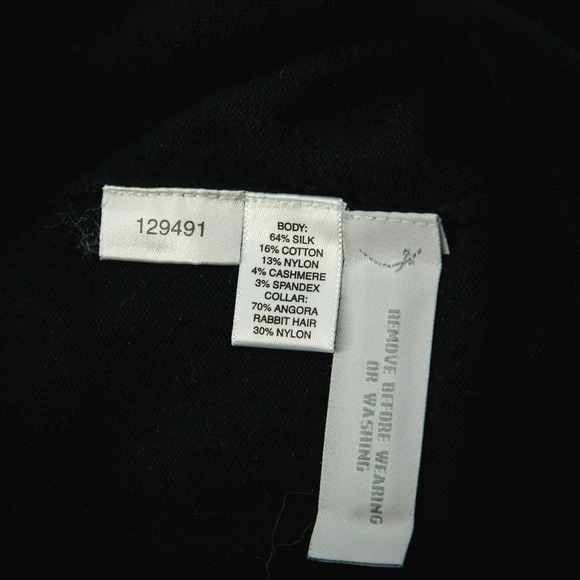 129491
BODY:
64% SILK
16% COTTON
13% NYLON
4% CASHMERE
3% SPANDEX
COLLAR:
70% ANGORA
RABBIT HAIR
30% NYLON
REMOVE BEFORE WEARING
OR WASHING